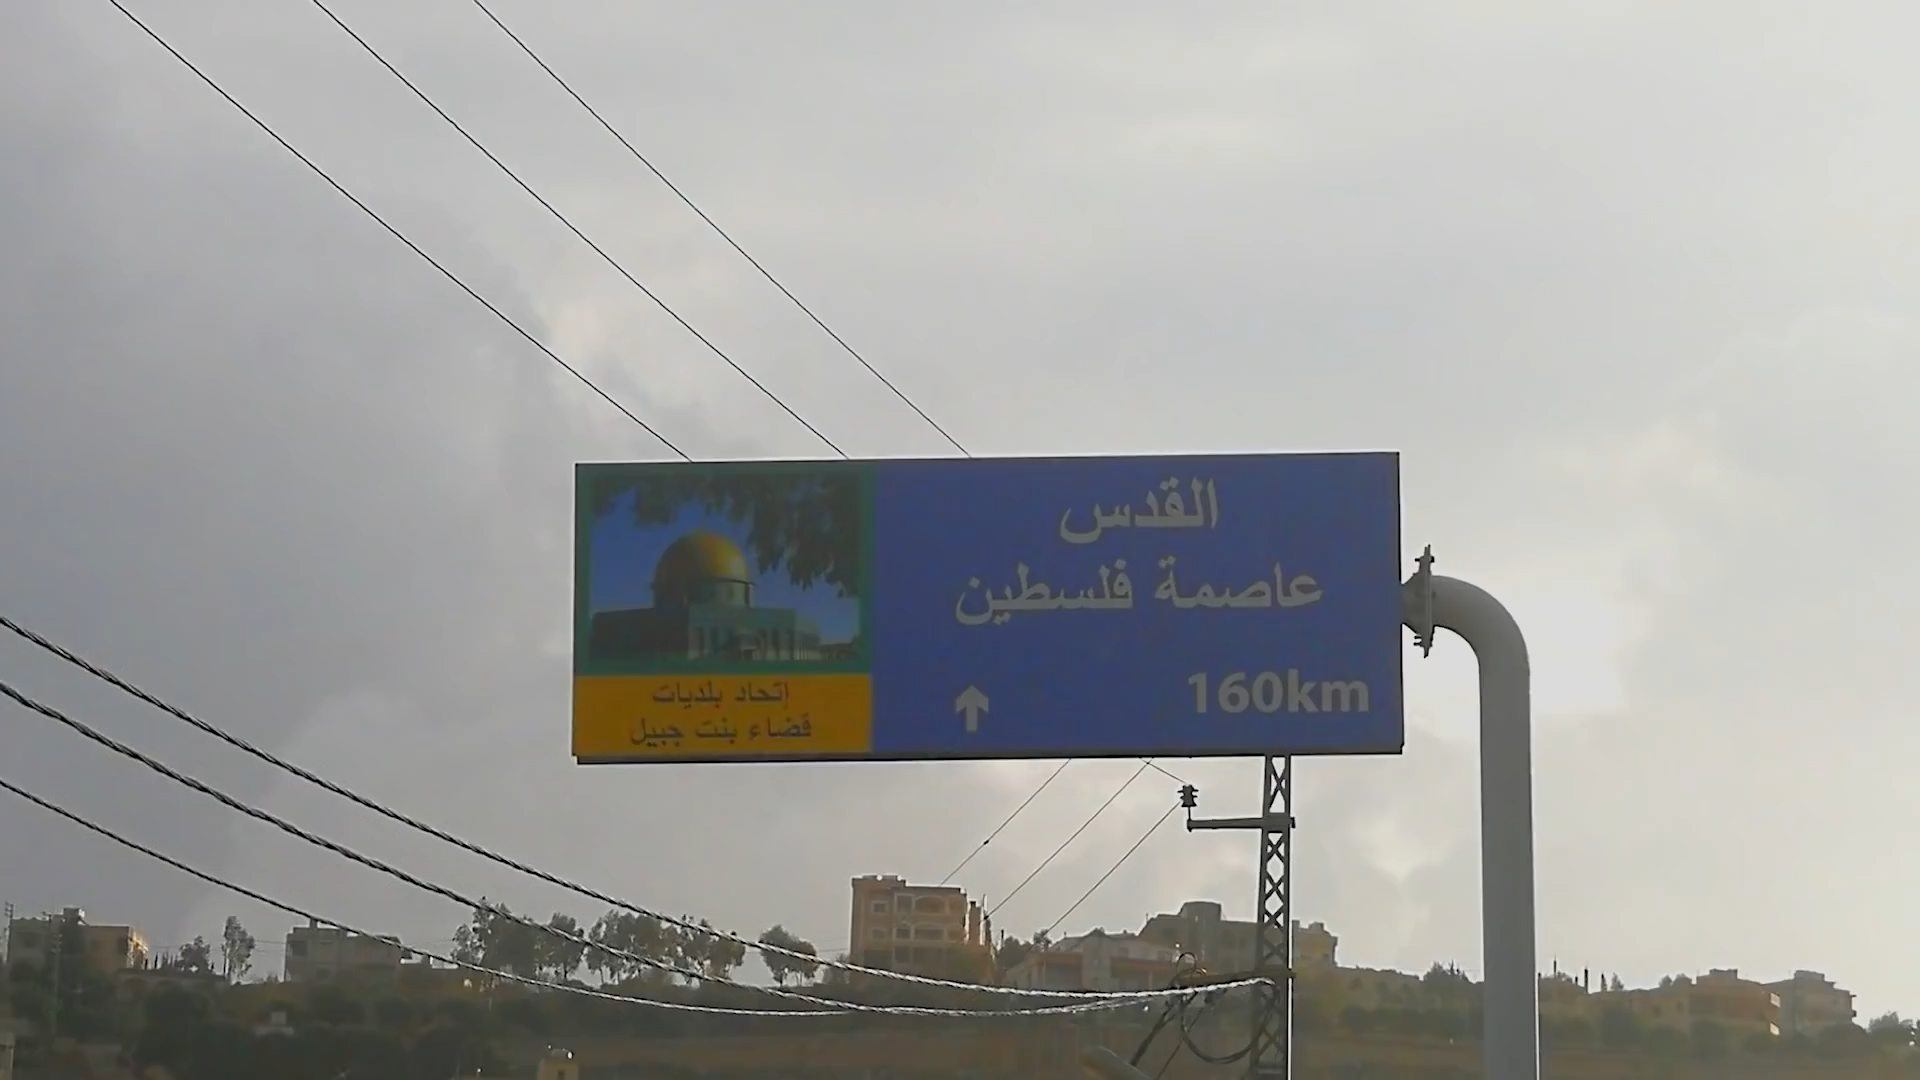 القدس
عاصمة فلسطين
160km
إتحاد بلديات
قضاء بنت جبيل